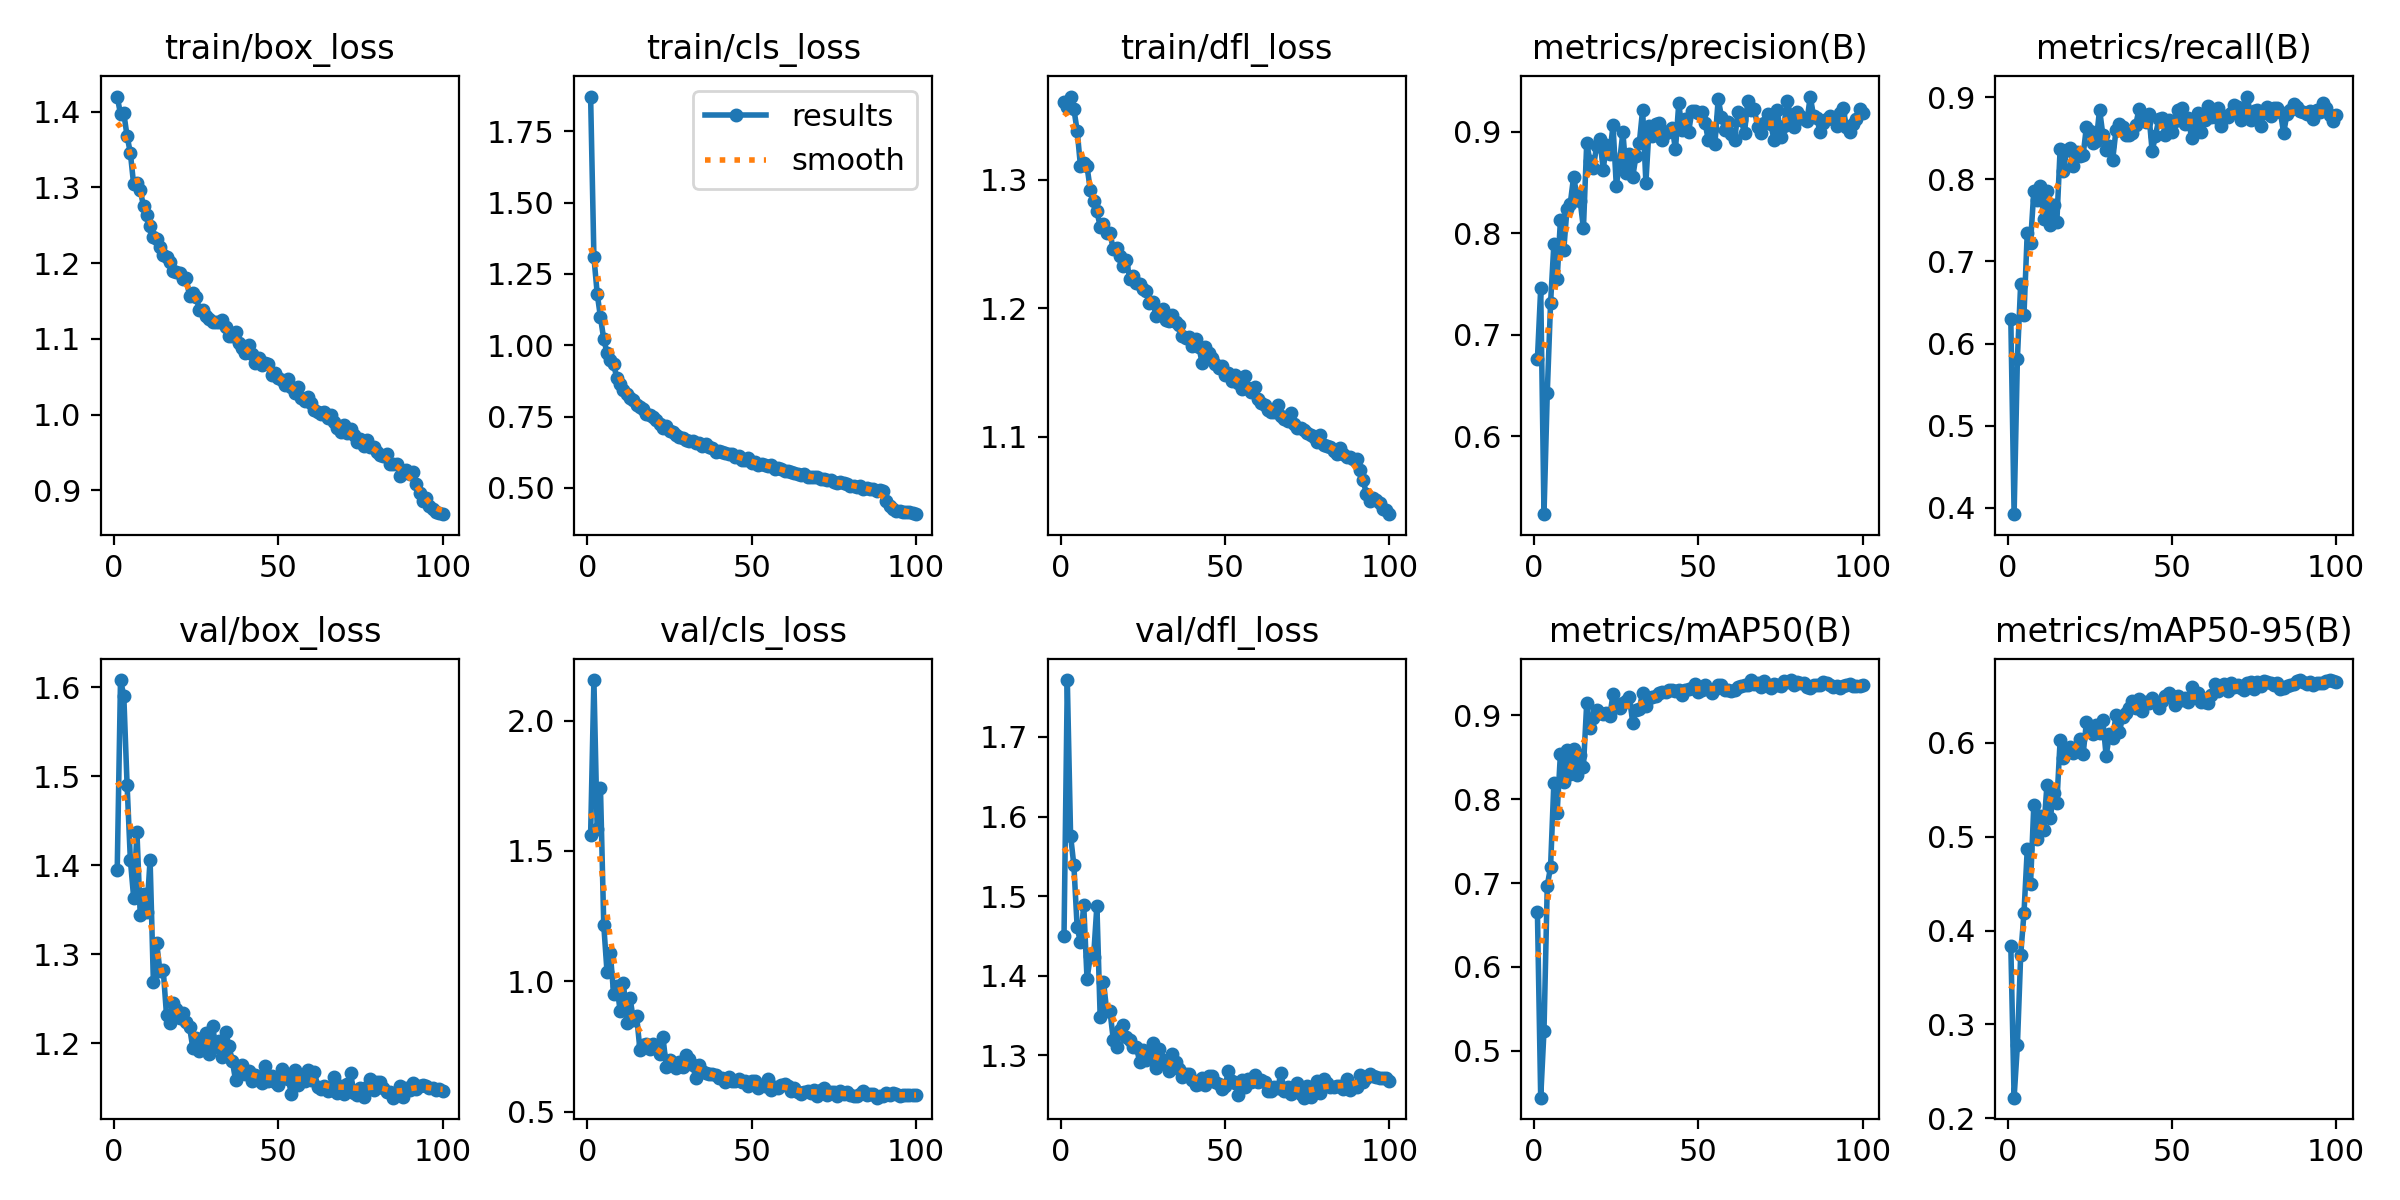 train/box_loss
train/cls_loss
train/dfl_loss
metrics/precision(B)
metrics/recall(B)
results
smooth
1.4
1.3
1.2
1.1
1.0
0.9
0 50 100
1.75
1.50
1.25
1.00
0.75
0.50
0 50 100
1.3
1.2
1.1
0 50 100
0.9
0.8
0.7
0.6
0 50 100
0.9
0.8
0.7
0.6
0.5
0.4
0 50 100
val/box_loss
val/cls_loss
val/dfl_loss
metrics/mAP50(B)
metrics/mAP50-95(B)
1.6
1.5
1.4
1.3
1.2
0 50 100
2.0
1.5
1.0
0.5
0 50 100
1.7
1.6
1.5
1.4
1.3
0 50 100
0.9
0.8
0.7
0.6
0.5
0 50 100
0.6
0.5
0.4
0.3
0.2
0 50 100